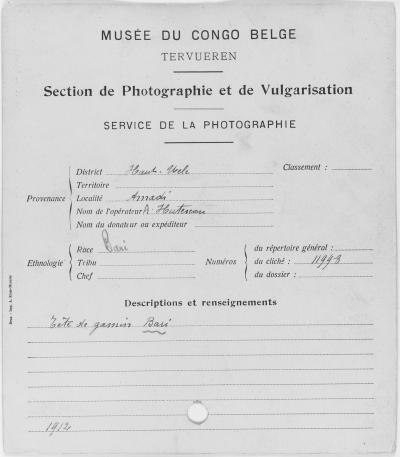 MUSÉE DU CONGO BELGE
TERVUEREN
Section de Photographie et de Vulgarisation
SERVICE DE LA PHOTOGRAPHIE
Provenance
District Haut-Uele
Classement :
Territoire
Localité Amadi
Nom de l'opérateur A Hutereau
Nom du donateur ou expéditeur
Ethnologie
Race Bari
Tribu
Chef
Numéros
du répertoire général :
du cliché : 11993
du dossier :
Descriptions et renseignements
Tête de gamin Bari
1912